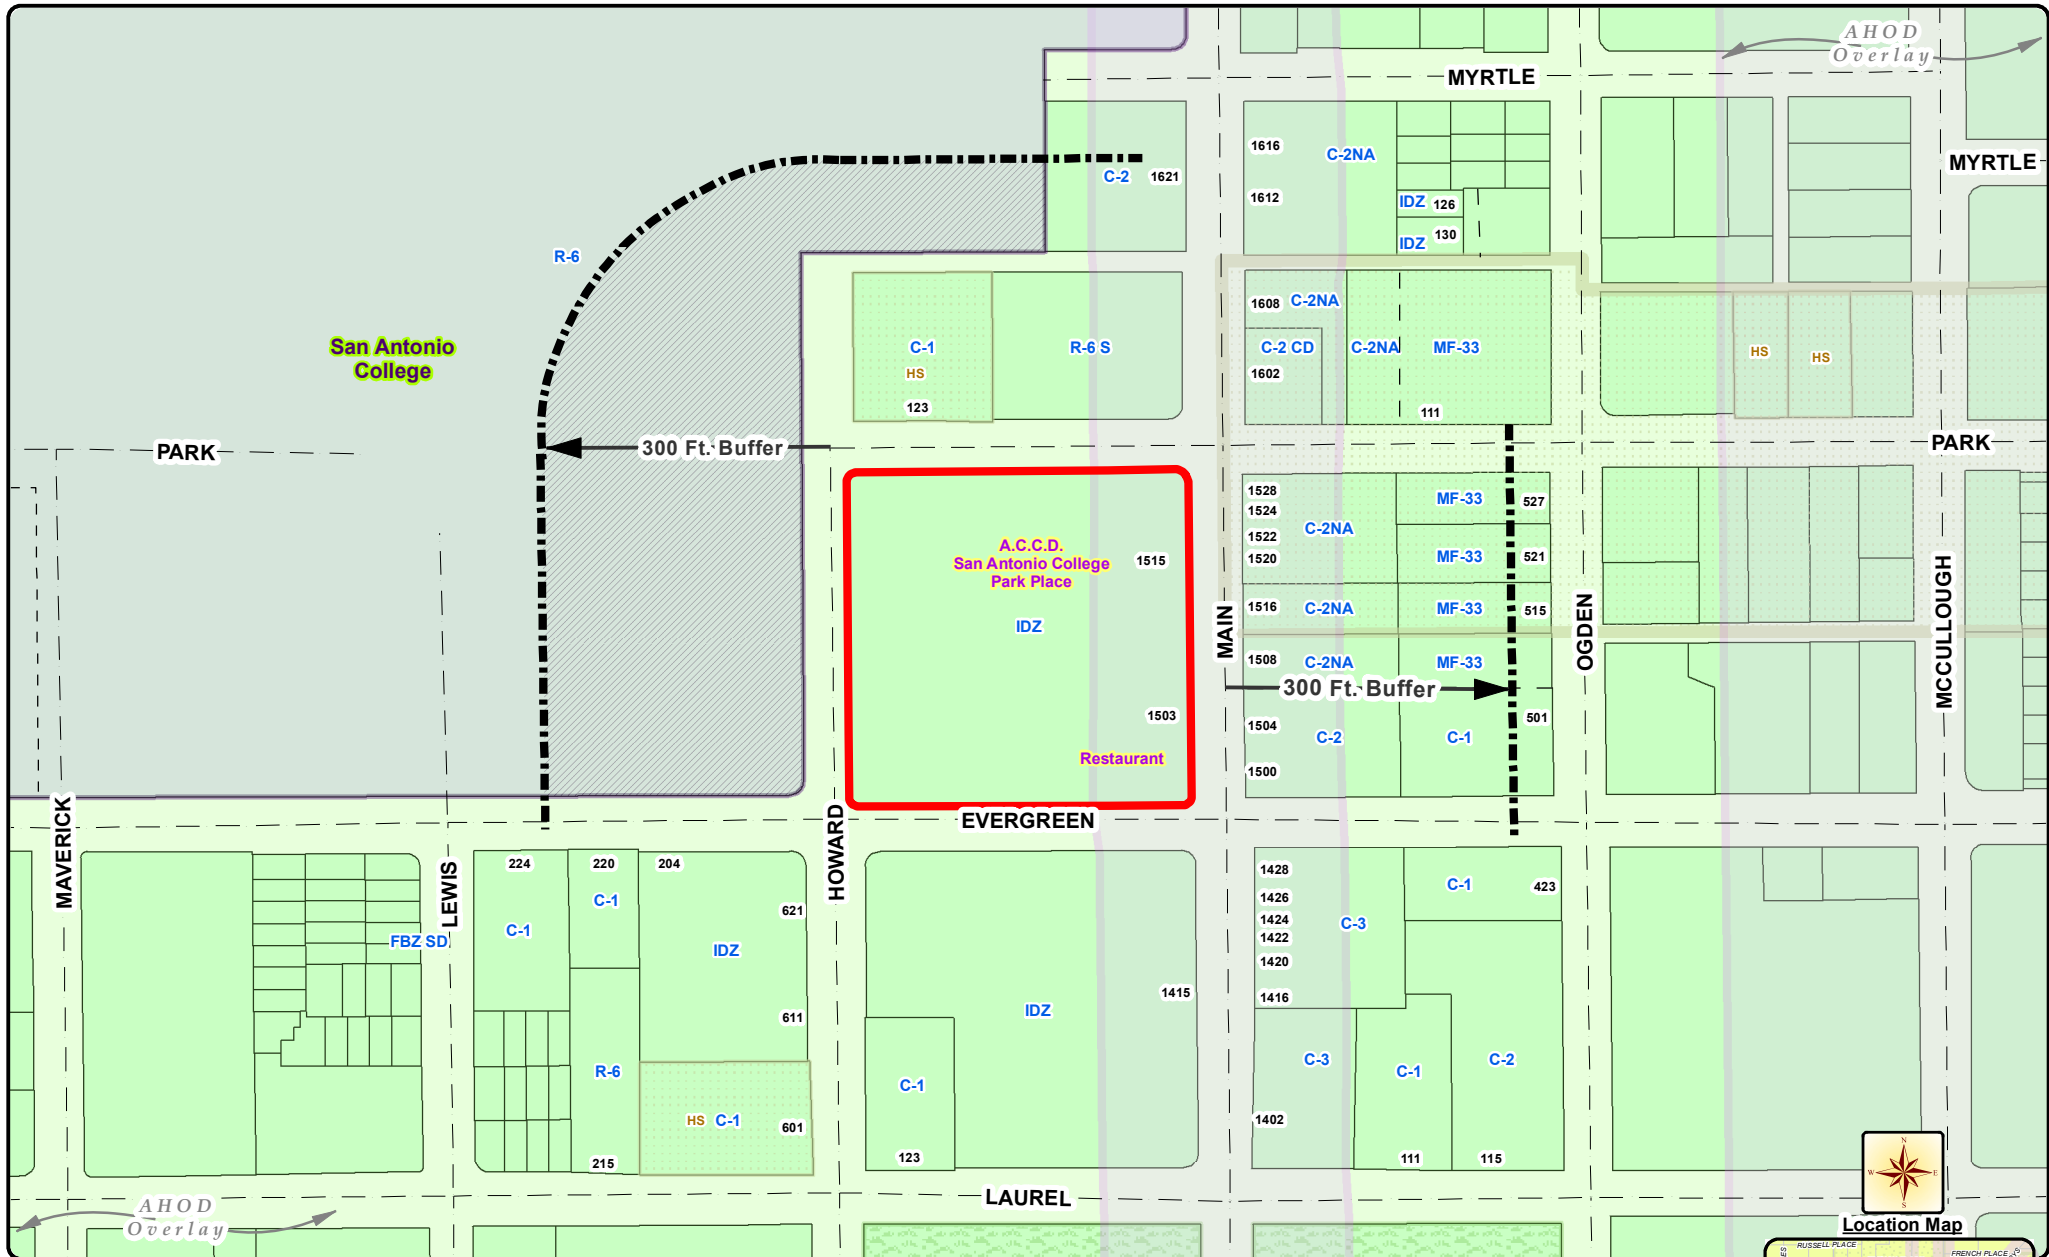 AHOD
Overlay
MYRTLE
1616
C-2NA
MYRTLE
C-2
1621
1612
IDZ
126
130
IDZ
R-6
1608
C-2NA
San Antonio
College
C-1
R-6 S
C-2 CD
C-2NA
MF-33
HS
HS
HS
1602
123
111
PARK
300 Ft. Buffer
PARK
1528
MF-33
527
1524
C-2NA
1522
A.C.C.D.
San Antonio College
Park Place
1515
1520
MF-33
521
IDZ
1516
C-2NA
MF-33
515
MAIN
OGDEN
MCCULLOUGH
1508
C-2NA
MF-33
300 Ft. Buffer
1503
1504
C-2
C-1
501
Restaurant
1500
EVERGREEN
MAVERICK
LEWIS
HOWARD
224
220
204
C-1
621
C-1
FBZ SD
IDZ
1428
C-1
423
1426
1424
C-3
1422
1420
1415
1416
IDZ
611
R-6
C-1
C-3
C-1
C-2
HS
C-1
601
1402
215
123
111
115
LAUREL
AHOD
Overlay
N
W
E
S
Location Map
RUSSELL PLACE
FRENCH PLACE